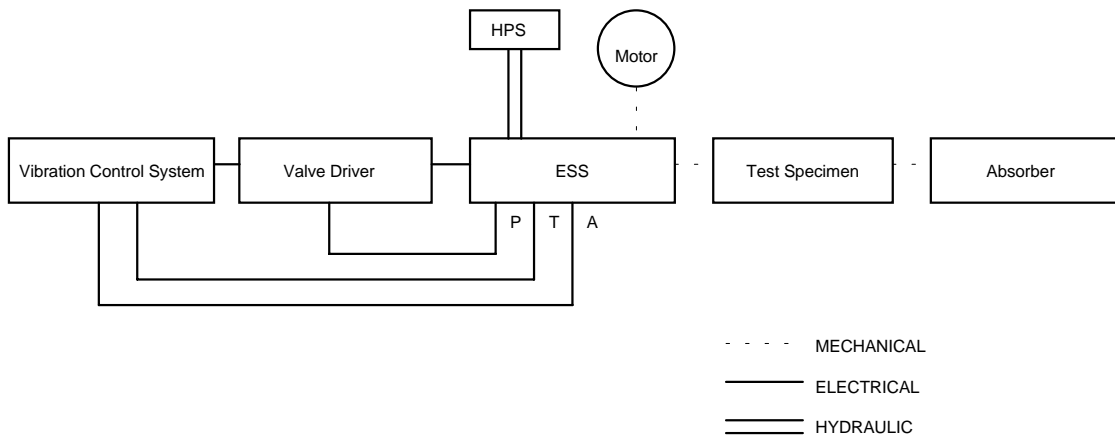 HPS
Motor
Vibration Control System
Valve Driver
ESS
Test Specimen
Absorber
P
T
A
MECHANICAL
ELECTRICAL
HYDRAULIC